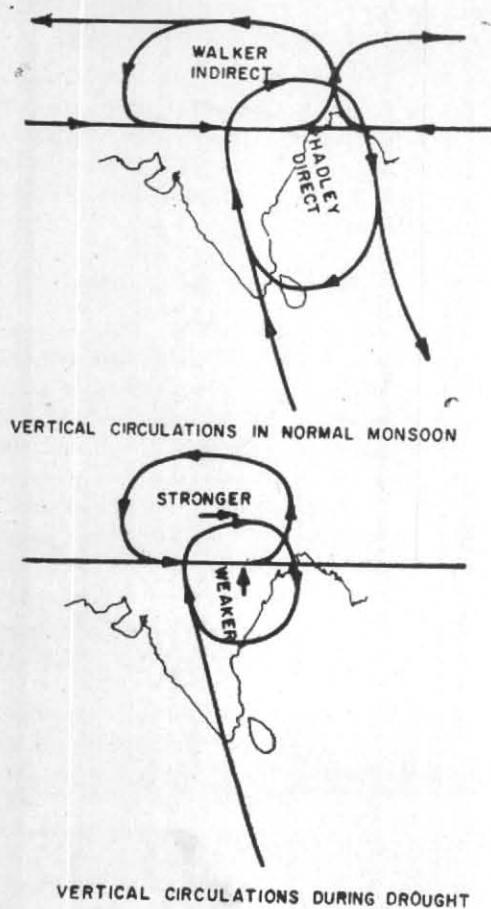 WALKER
INDIRECT
HADLEY
DIRECT
VERTICAL CIRCULATIONS IN NORMAL MONSOON
STRONGER
WEAKER
VERTICAL CIRCULATIONS DURING DROUGHT